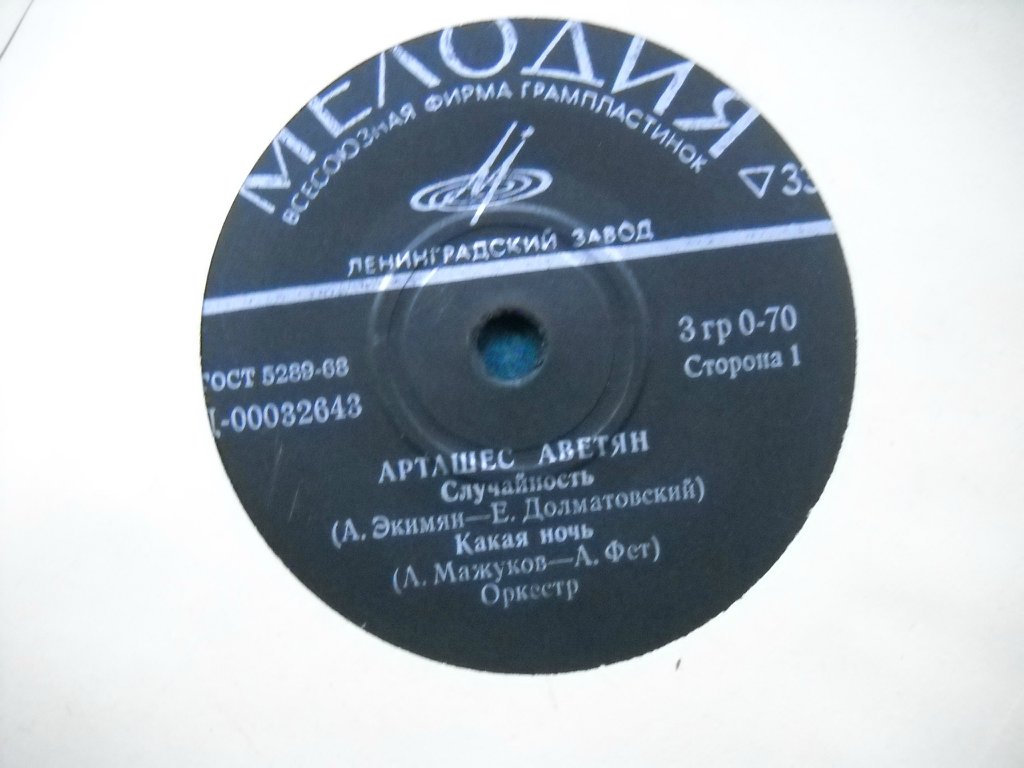 МЕЛОДИЯ
ВСЕСОЮЗНАЯ ФИРМА ГРАМПЛАСТИНОК
▽33
ЛЕНИНГРАДСКИЙ ЗАВОД
3 гр 0-70
Сторона 1
ГОСТ 5289-68
Д-00032643
АРТАШЕС АВЕТЯН
Случайность
(А. Экимян—Е. Долматовский)
Какая ночь
(А. Мажуков—А. Фет)
Оркестр